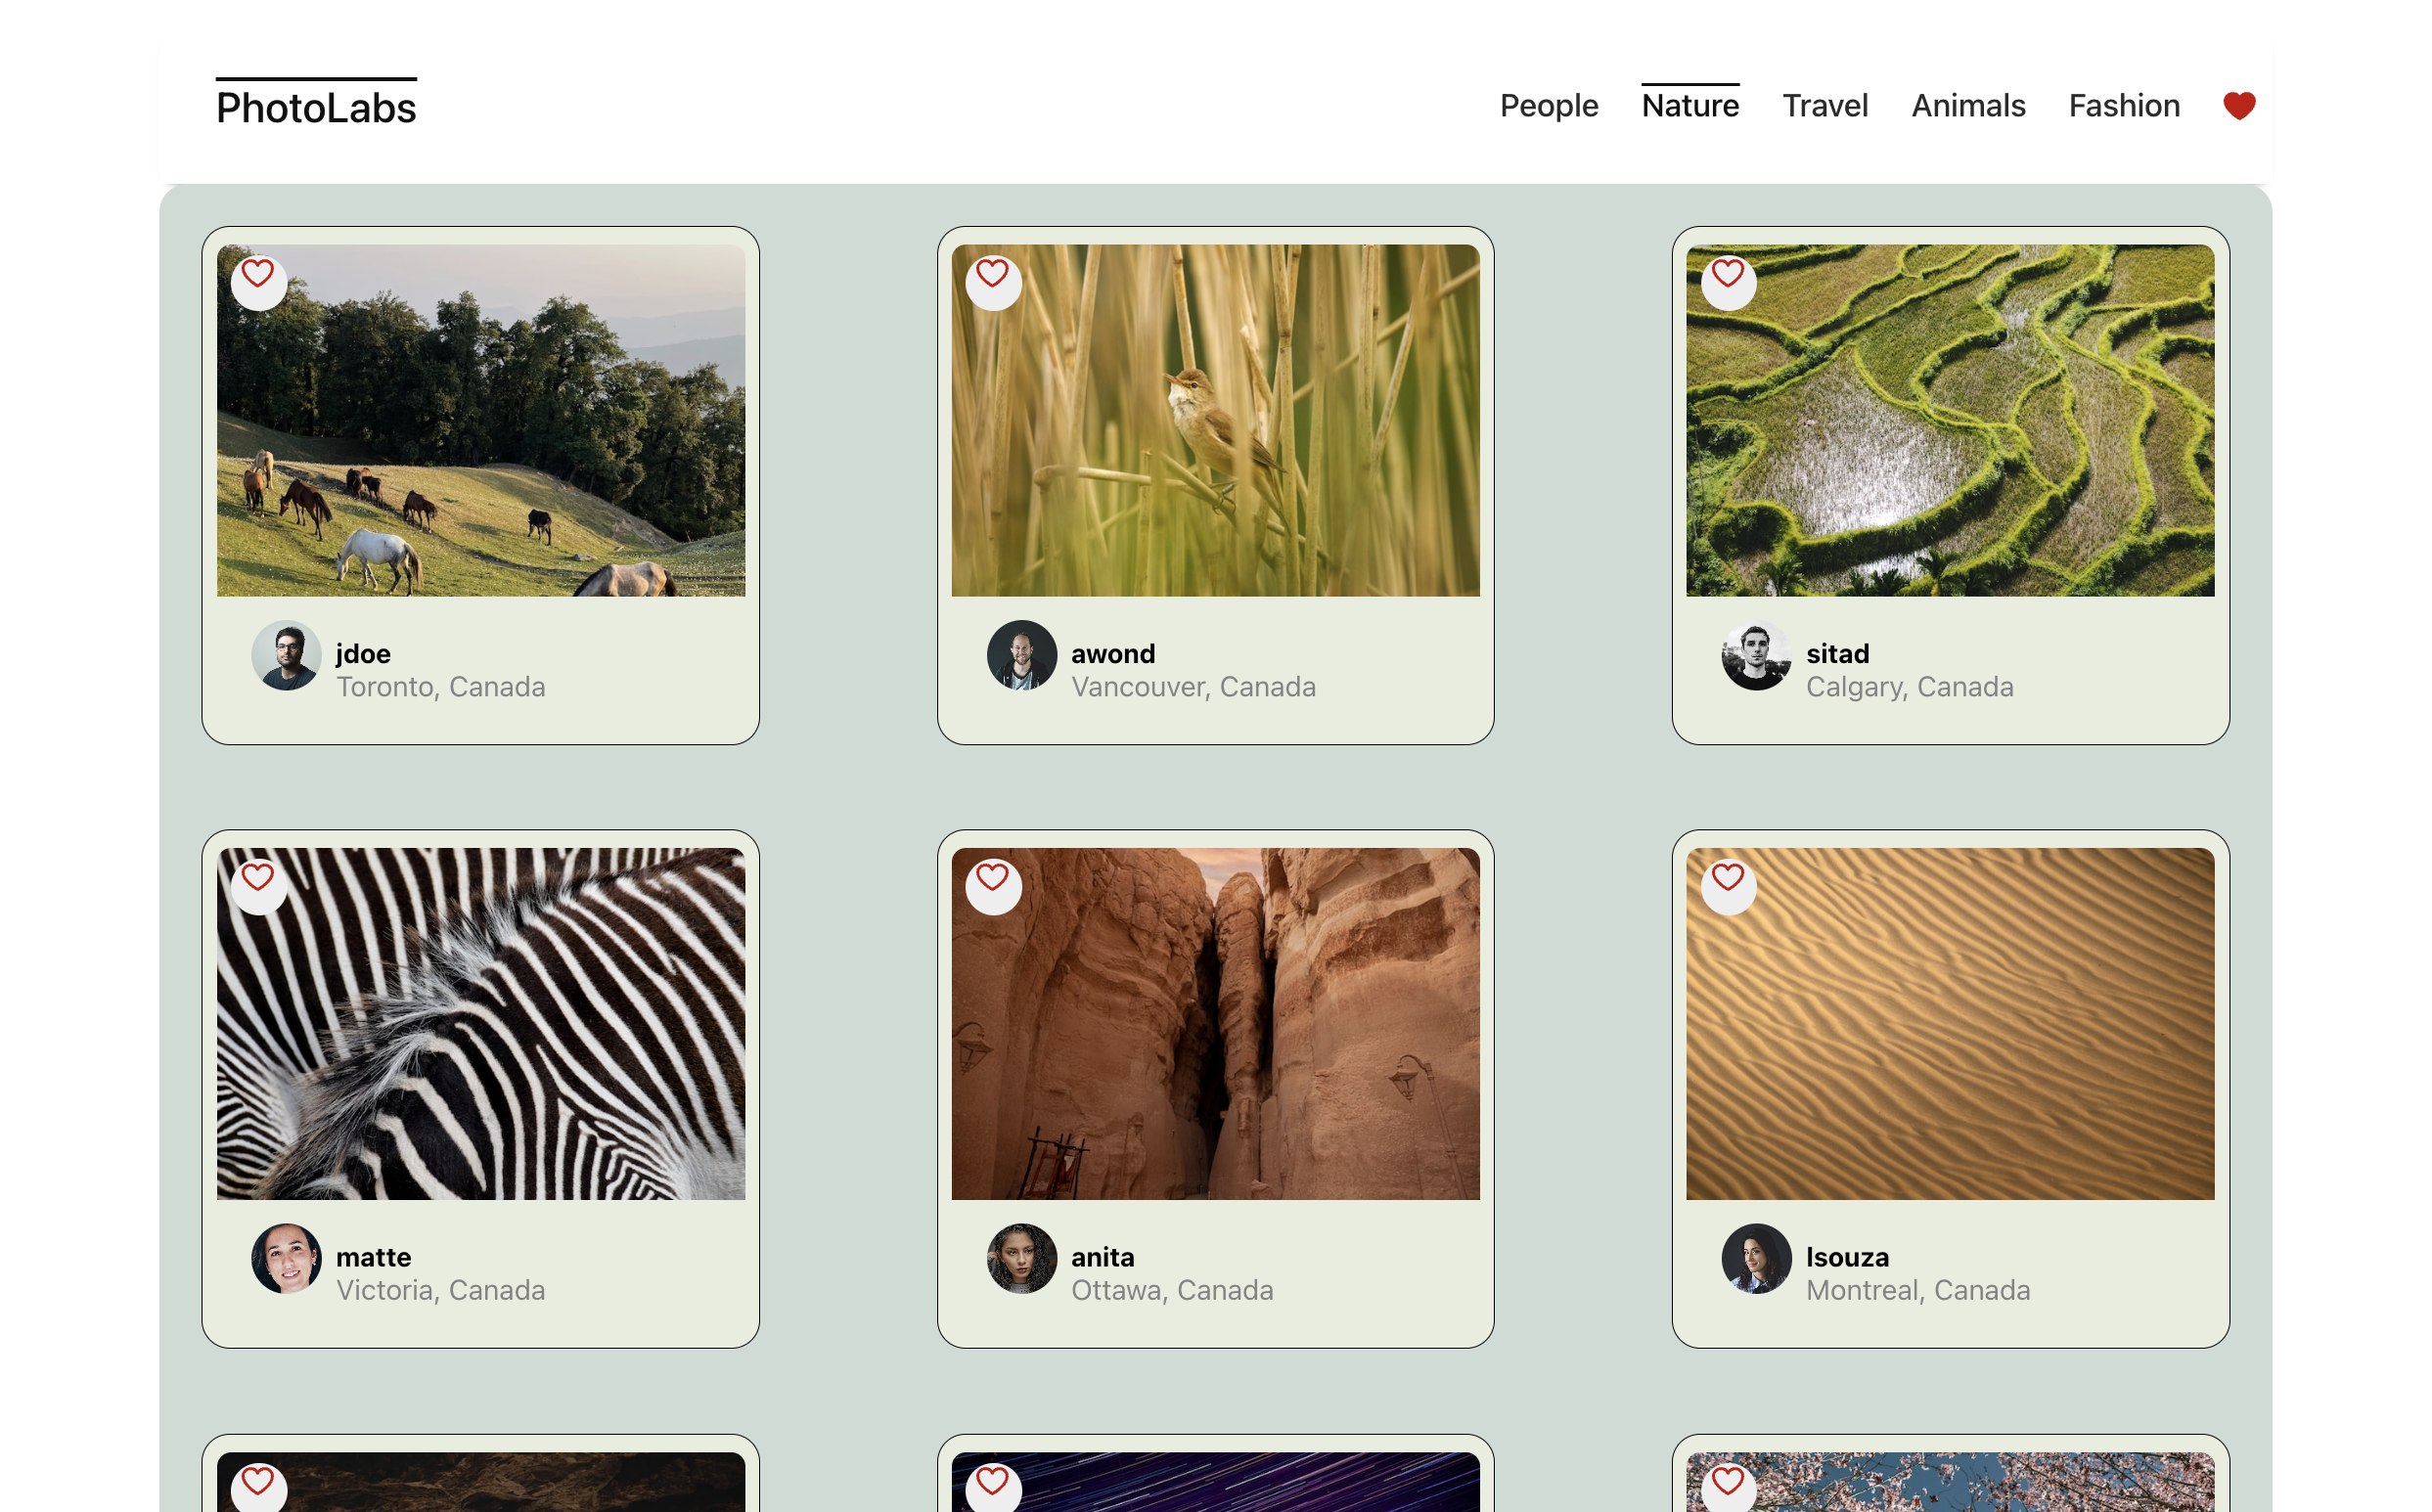 PhotoLabs
People Nature Travel Animals Fashion
jdoe
Toronto, Canada
awond
Vancouver, Canada
sitad
Calgary, Canada
matte
Victoria, Canada
anita
Ottawa, Canada
lsouza
Montreal, Canada